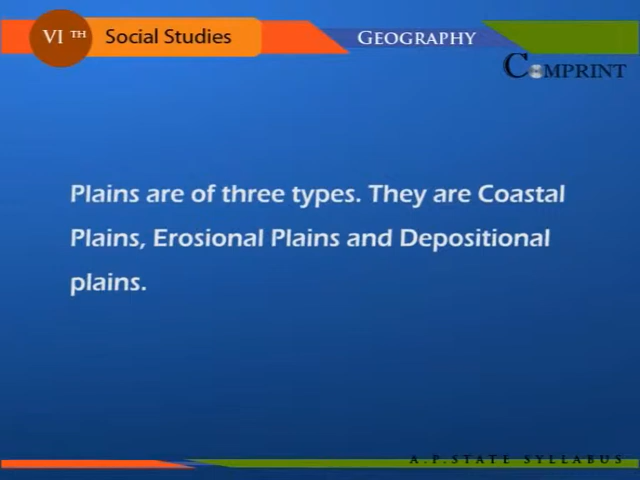 VI TH Social Studies
GEOGRAPHY
COMPRINT
Plains are of three types. They are Coastal
Plains, Erosional Plains and Depositional
plains.
A.P.STATE SYLLABUS